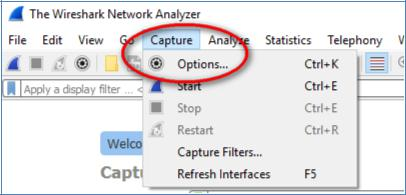 The Wireshark Network Analyzer
File Edit View Go Capture Analyze Statistics Telephony
Apply a display filter ... <
Options... Ctrl+K
Start Ctrl+E
Stop Ctrl+E
Restart Ctrl+R
Capture Filters...
Refresh Interfaces F5
Welco
Captu